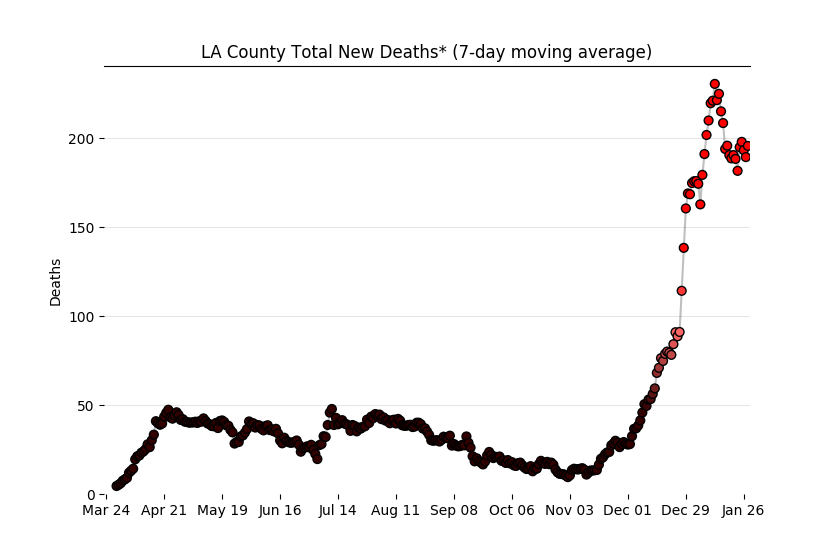 LA County Total New Deaths* (7-day moving average)
200
150
100
50
0
Deaths
Mar 24 Apr 21 May 19 Jun 16 Jul 14 Aug 11 Sep 08 Oct 06 Nov 03 Dec 01 Dec 29 Jan 26